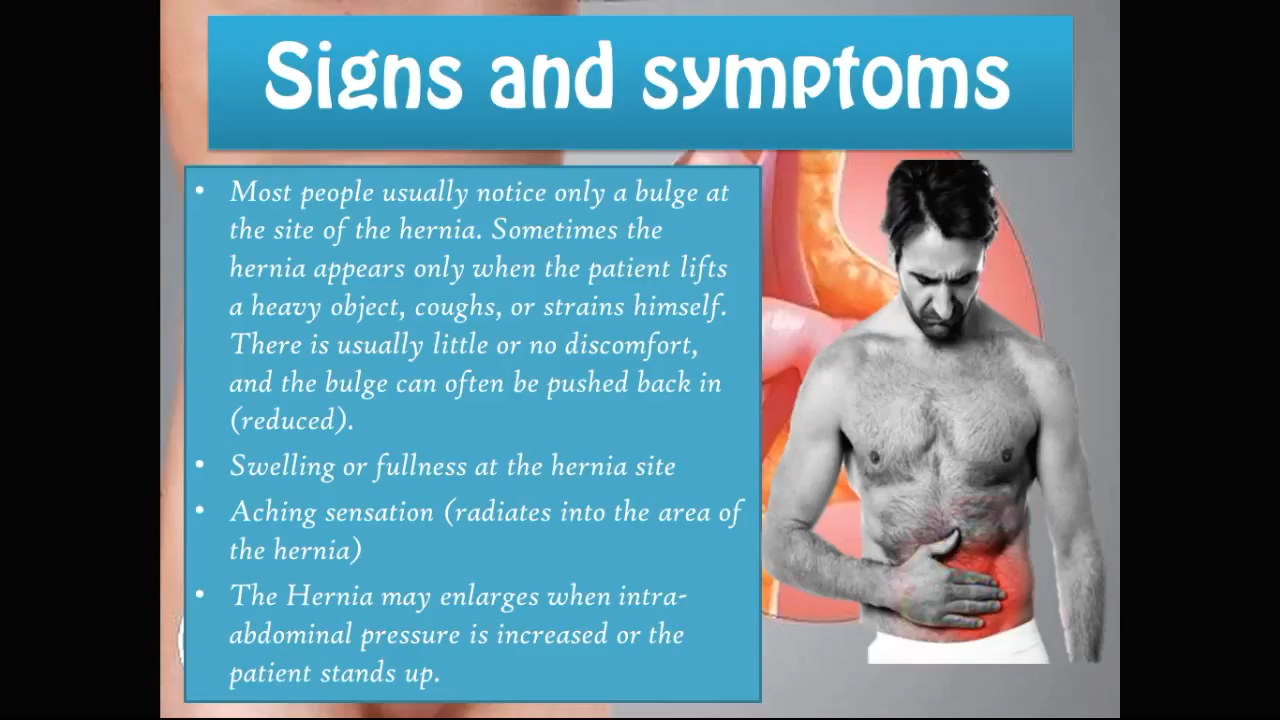 Signs and symptoms
• Most people usually notice only a bulge at
the site of the hernia. Sometimes the
hernia appears only when the patient lifts
a heavy object, coughs, or strains himself.
There is usually little or no discomfort,
and the bulge can often be pushed back in
(reduced).
• Swelling or fullness at the hernia site
• Aching sensation (radiates into the area of
the hernia)
• The Hernia may enlarges when intra-
abdominal pressure is increased or the
patient stands up.